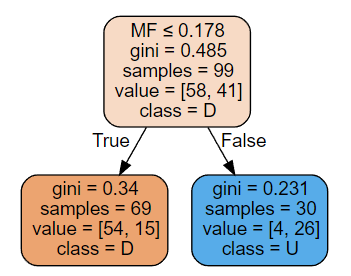 MF ≤ 0.178
gini = 0.485
samples = 99
value = [58, 41]
class = D
True
False
gini = 0.34
samples = 69
value = [54, 15]
class = D
gini = 0.231
samples = 30
value = [4, 26]
class = U